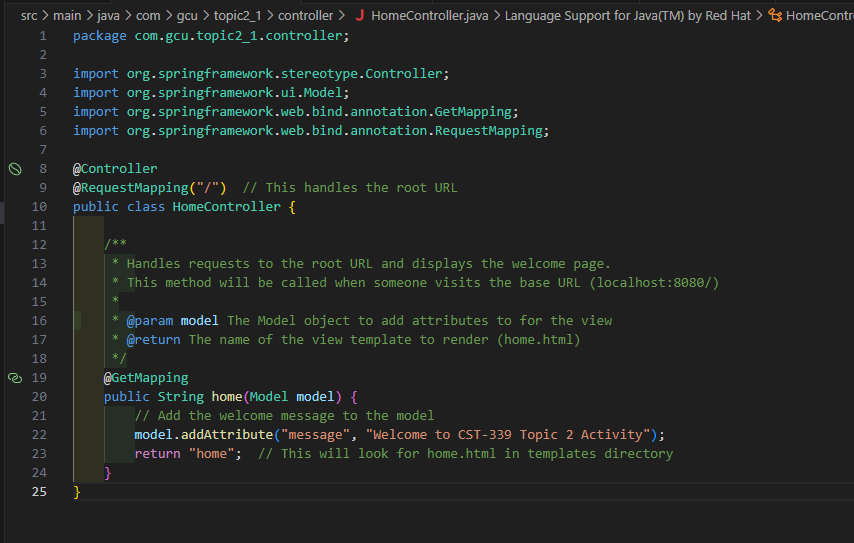 src > main > java > com > gcu > topic2_1 > controller > J HomeController.java > Language Support for Java(TM) by Red Hat > HomeContro
1 package com.gcu.topic2_1.controller;
2
3 import org.springframework.stereotype.Controller;
4 import org.springframework.ui.Model;
5 import org.springframework.web.bind.annotation.GetMapping;
6 import org.springframework.web.bind.annotation.RequestMapping;
7
8 @Controller
9 @RequestMapping("/")  // This handles the root URL
10 public class HomeController {
11
12     /**
13      * Handles requests to the root URL and displays the welcome page.
14      * This method will be called when someone visits the base URL (localhost:8080/)
15      *
16      * @param model The Model object to add attributes to for the view
17      * @return The name of the view template to render (home.html)
18      */
19     @GetMapping
20     public String home(Model model) {
21         // Add the welcome message to the model
22         model.addAttribute("message", "Welcome to CST-339 Topic 2 Activity");
23         return "home";  // This will look for home.html in templates directory
24     }
25 }